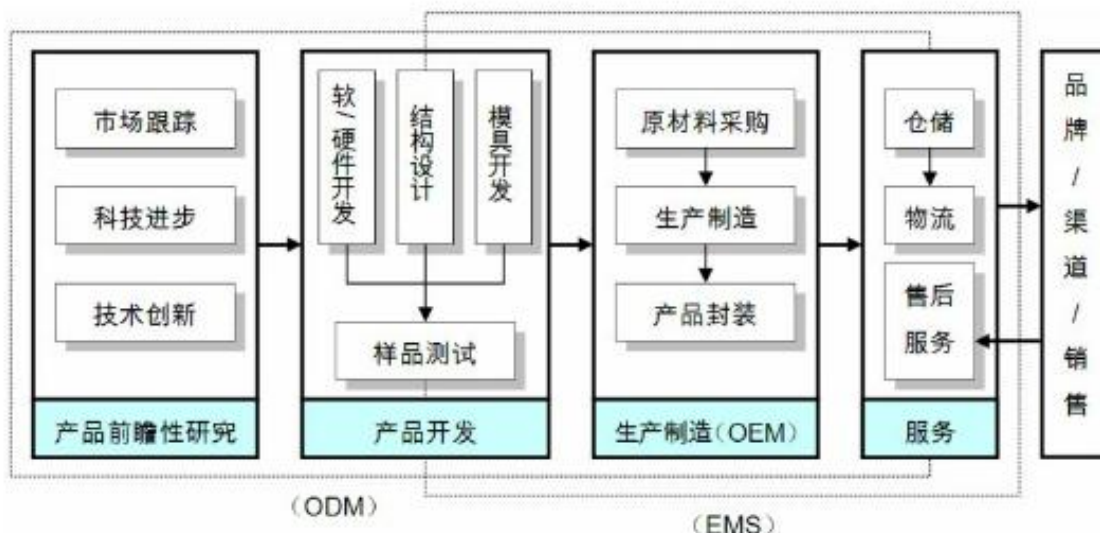 市场跟踪
科技进步
技术创新
产品前瞻性研究
软/硬件开发
结构设计
模具开发
样品测试
产品开发
原材料采购
生产制造
产品封装
生产制造(OEM)
仓储
物流
售后
服务
服务
品牌/渠道/销售
(ODM)
(EMS)